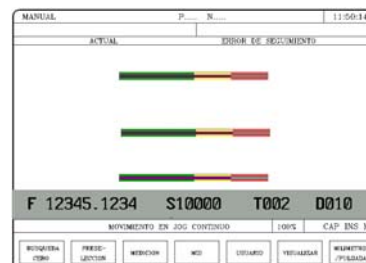 MANUAL P..... N..... 11:50:14
ACTUAL ERROR DE SEGUIMIENTO
F 12345.1234 S10000 T002 D010
MOVIMIENTO EN JOG CONTINUO 100% CAP INS
BUSQUEDA CERO
PRESE-LECCION
MEDICION
MDI
USUARIO
VISUALIZAR
MILIMETROS /PULGADAS